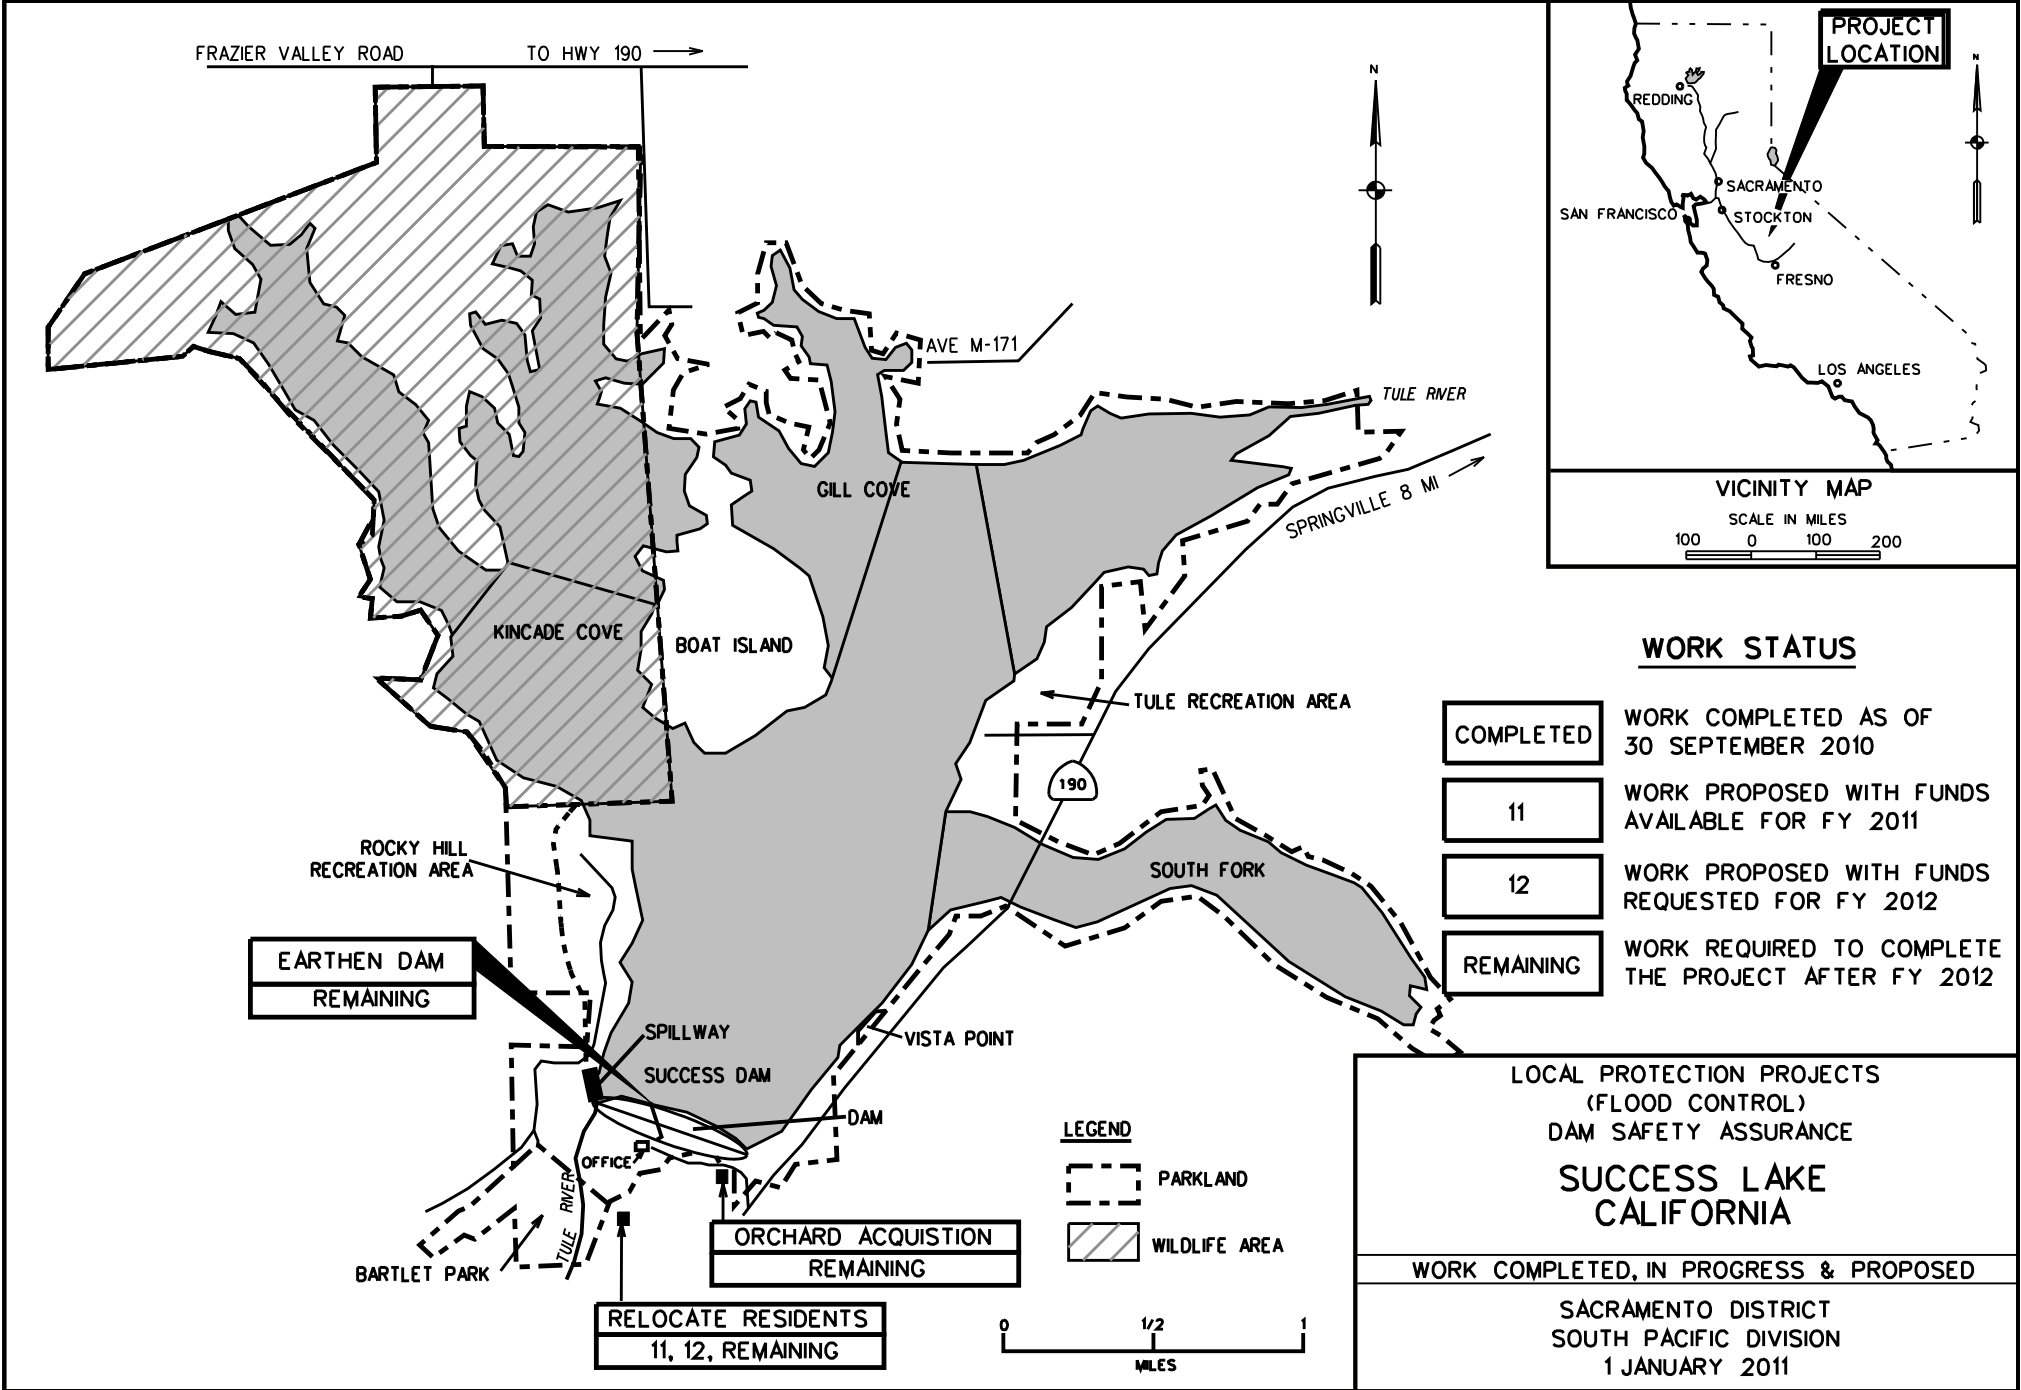 FRAZIER VALLEY ROAD
TO HWY 190
N
AVE M-171
TULE RIVER
SPRINGVILLE 8 MI
GILL COVE
KINCADE COVE
BOAT ISLAND
TULE RECREATION AREA
190
ROCKY HILL
RECREATION AREA
SOUTH FORK
EARTHEN DAM
REMAINING
SPILLWAY
SUCCESS DAM
VISTA POINT
DAM
OFFICE
TULE RIVER
BARTLET PARK
ORCHARD ACQUISTION
REMAINING
RELOCATE RESIDENTS
11, 12, REMAINING
LEGEND
PARKLAND
WILDLIFE AREA
0 1/2 1
MILES
PROJECT
LOCATION
N
REDDING
SACRAMENTO
SAN FRANCISCO
STOCKTON
FRESNO
LOS ANGELES
VICINITY MAP
SCALE IN MILES
100 0 100 200
WORK STATUS
COMPLETED
WORK COMPLETED AS OF
30 SEPTEMBER 2010
11
WORK PROPOSED WITH FUNDS
AVAILABLE FOR FY 2011
12
WORK PROPOSED WITH FUNDS
REQUESTED FOR FY 2012
REMAINING
WORK REQUIRED TO COMPLETE
THE PROJECT AFTER FY 2012
LOCAL PROTECTION PROJECTS
(FLOOD CONTROL)
DAM SAFETY ASSURANCE
SUCCESS LAKE
CALIFORNIA
WORK COMPLETED, IN PROGRESS & PROPOSED
SACRAMENTO DISTRICT
SOUTH PACIFIC DIVISION
1 JANUARY 2011